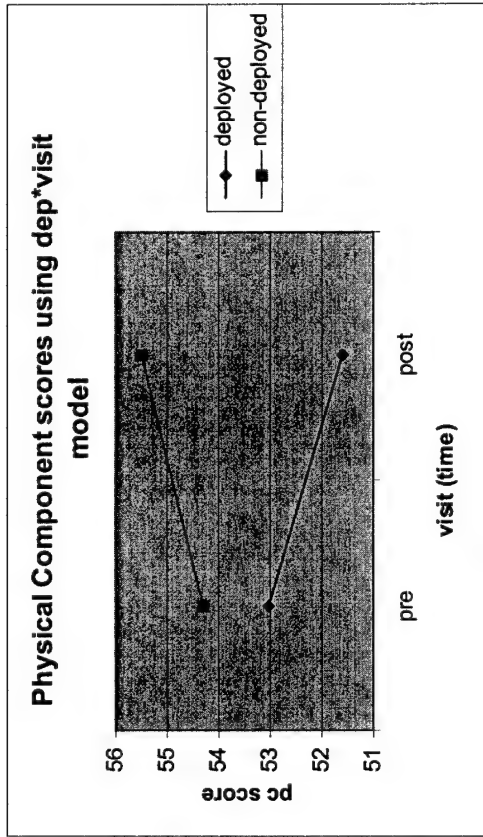 Physical Component scores using dep*visit
model
56
55
54
53
52
51
pc score
pre
post
visit (time)
deployed
non-deployed